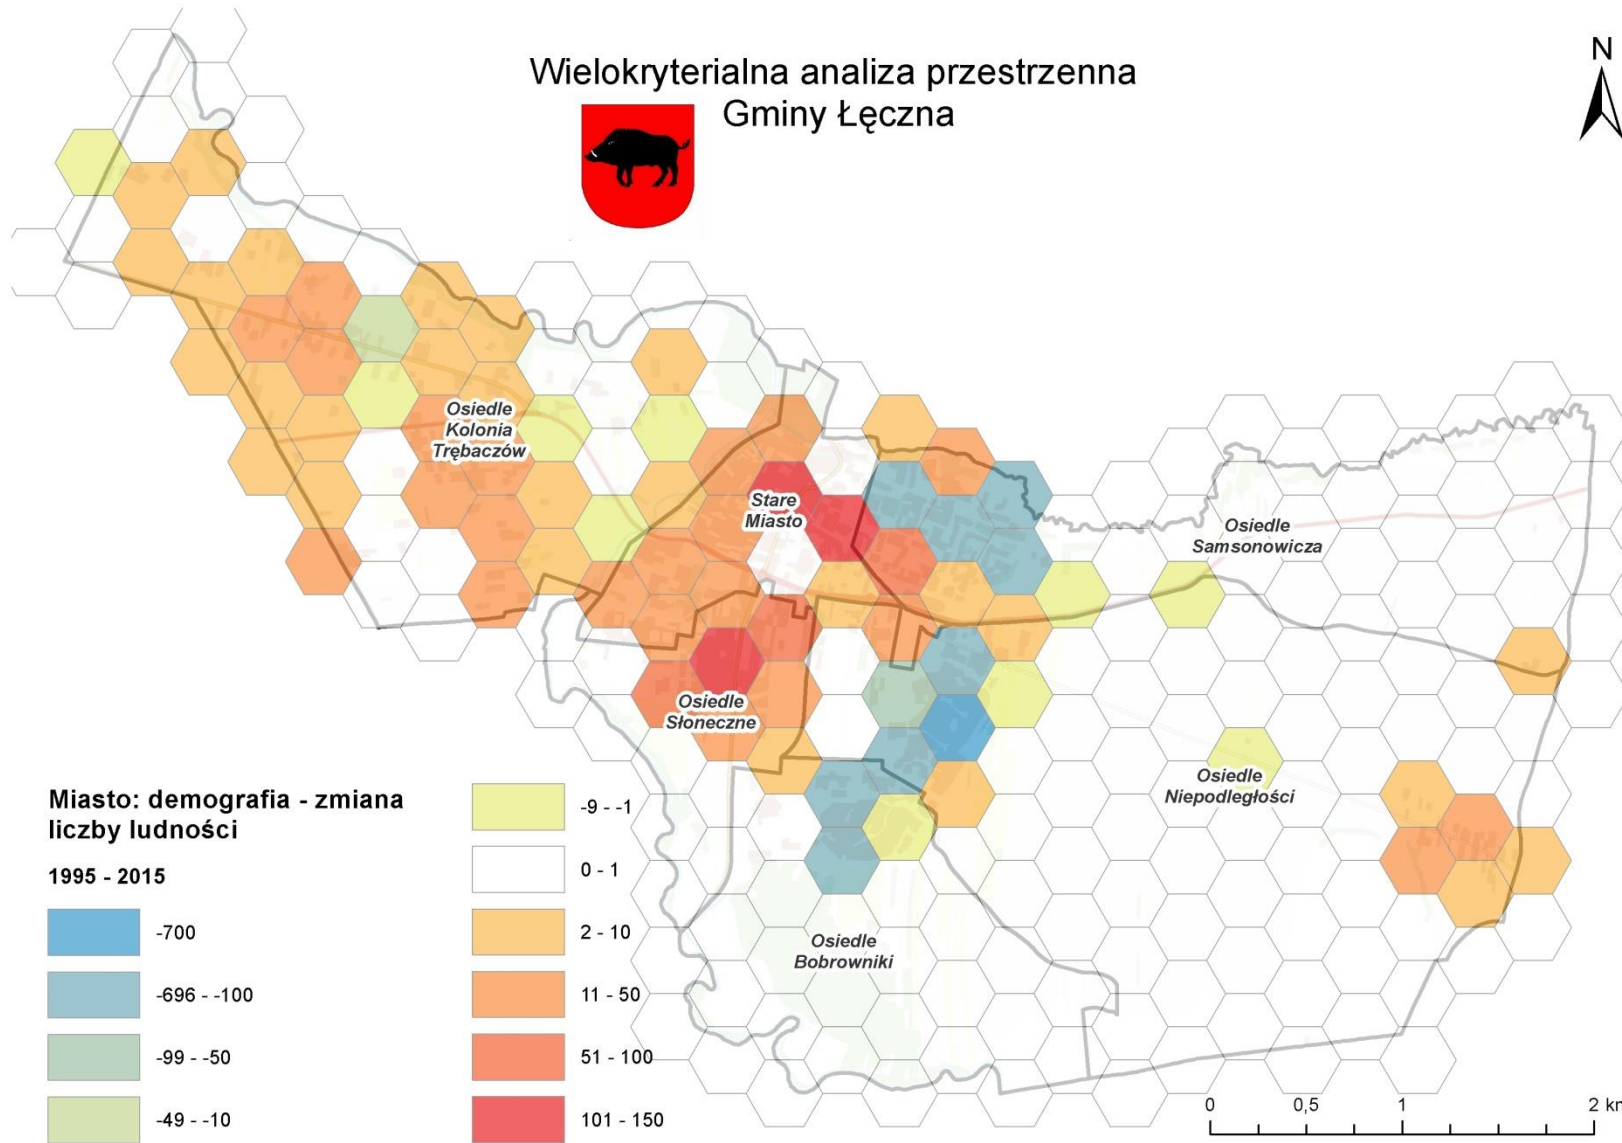 Wielokryterialna analiza przestrzenna
Gminy Łęczna
N
Osiedle
Kolonia
Trębaczów
Stare
Miasto
Osiedle
Samsonowicza
Osiedle
Słoneczne
Osiedle
Niepodległości
Osiedle
Bobrowniki
Miasto: demografia - zmiana
liczby ludności
1995 - 2015
-700
-696 - -100
-99 - -50
-49 - -10
-9 - -1
0 - 1
2 - 10
11 - 50
51 - 100
101 - 150
0 0,5 1 2 km